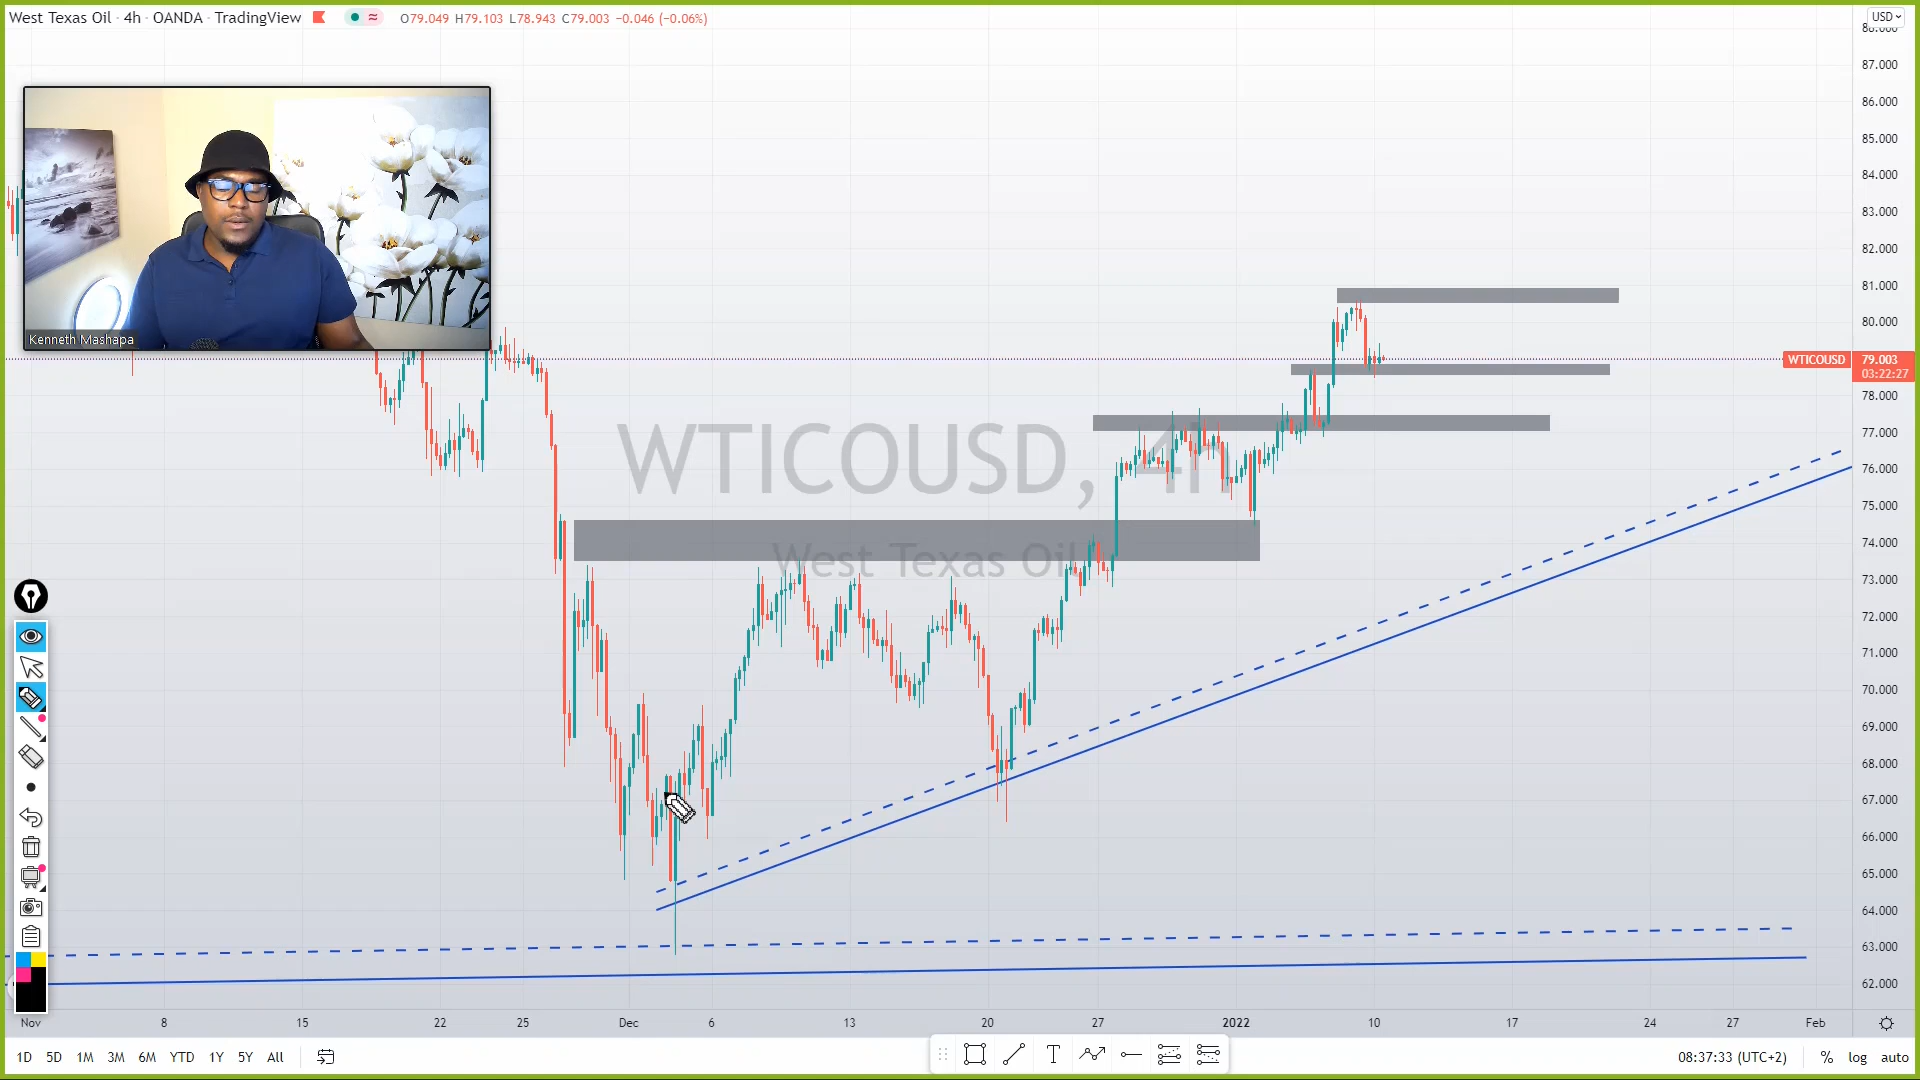 West Texas Oil · 4h · OANDA · TradingView O79.049 H79.103 L78.943 C79.003 −0.046 (−0.06%)
USD
88.000
87.000
86.000
85.000
84.000
83.000
82.000
81.000
80.000
WTICOUSD 79.003
03:22:27
78.000
77.000
76.000
75.000
74.000
73.000
72.000
71.000
70.000
69.000
68.000
67.000
66.000
65.000
64.000
63.000
62.000
Kenneth Mashapa
WTICOUSD, 4h
West Texas Oil
Nov 8 15 22 25 Dec 6 13 20 27 2022 10 17 24 27 Feb
1D 5D 1M 3M 6M YTD 1Y 5Y All
T
08:37:33 (UTC+2) % log auto